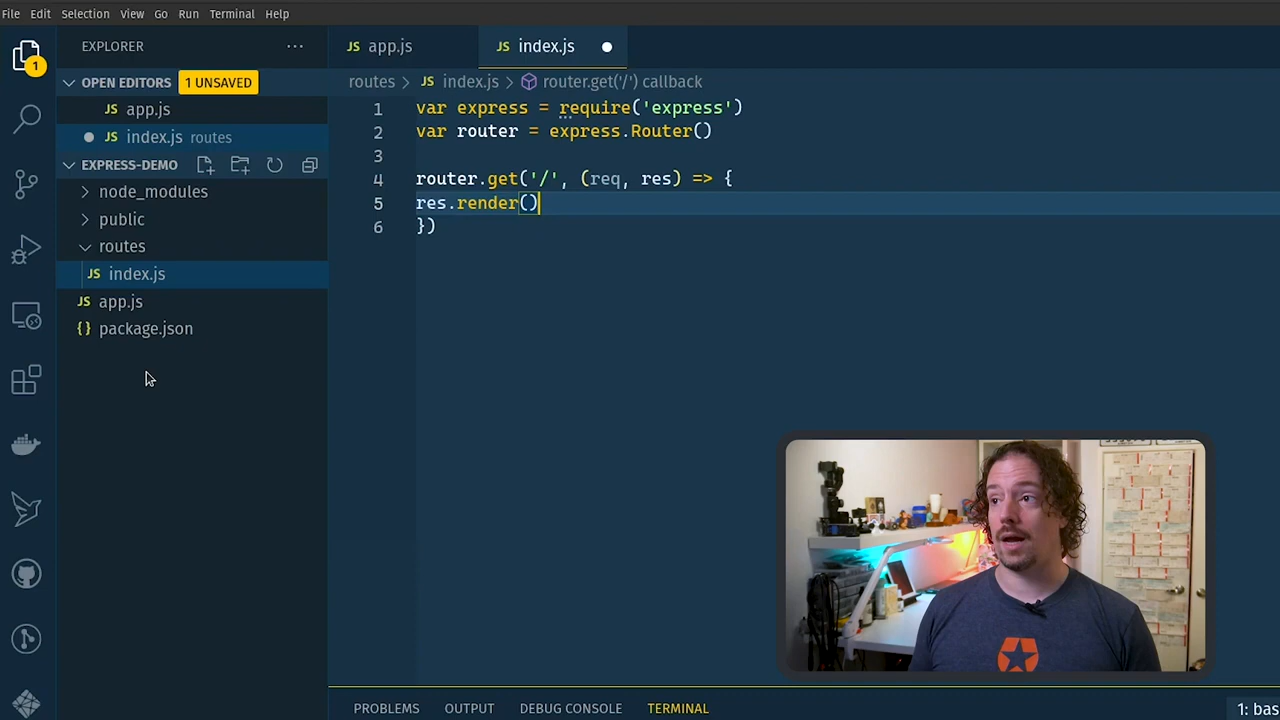 File Edit Selection View Go Run Terminal Help
EXPLORER ...
OPEN EDITORS 1 UNSAVED
JS app.js
JS index.js routes
EXPRESS-DEMO
node_modules
public
routes
JS index.js
JS app.js
{} package.json
1
JS app.js JS index.js
routes > JS index.js > router.get('/') callback
1 var express = require('express')
2 var router = express.Router()
3
4 router.get('/', (req, res) => {
5 res.render()
6 })
PROBLEMS OUTPUT DEBUG CONSOLE TERMINAL 1: bas